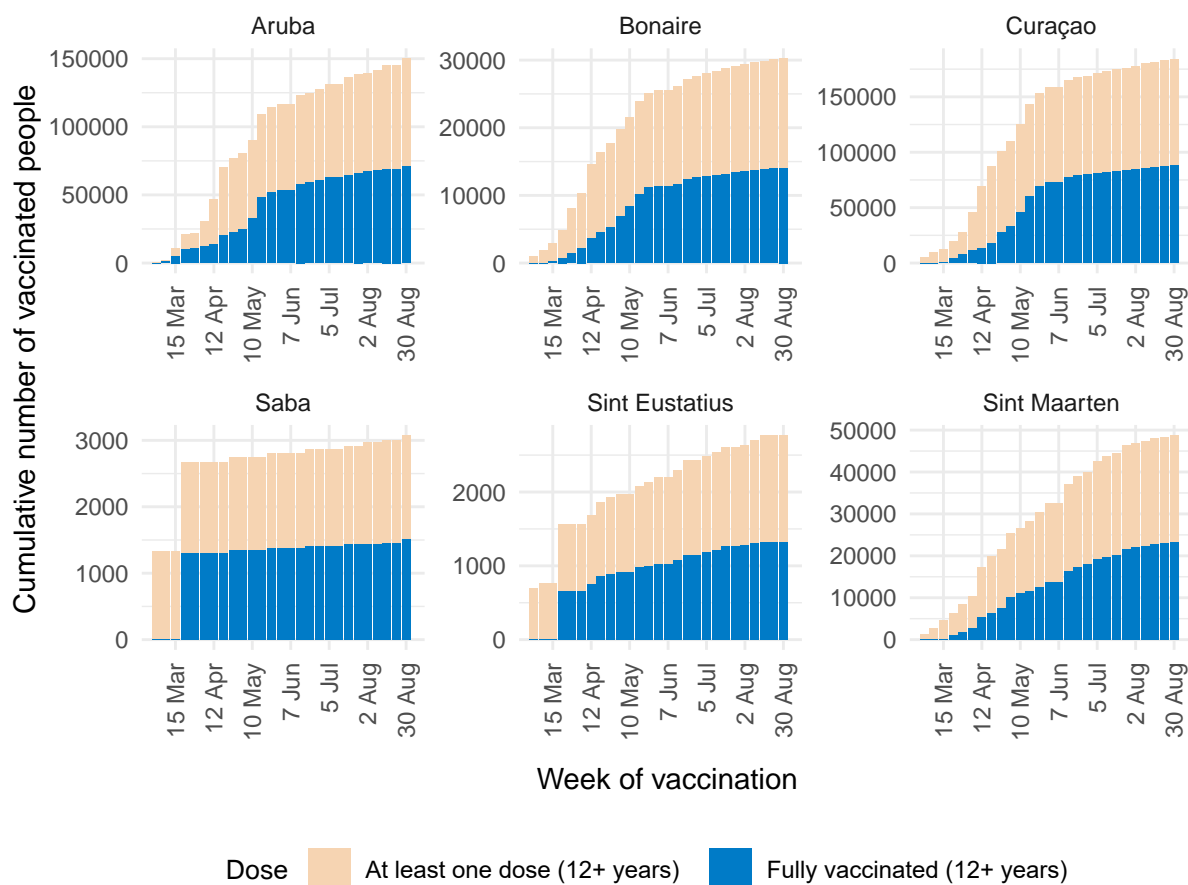 Cumulative number of vaccinated people
Aruba
150000
100000
50000
0
15 Mar
12 Apr
10 May
7 Jun
5 Jul
2 Aug
30 Aug
Bonaire
30000
20000
10000
0
15 Mar
12 Apr
10 May
7 Jun
5 Jul
2 Aug
30 Aug
Curaçao
150000
100000
50000
0
15 Mar
12 Apr
10 May
7 Jun
5 Jul
2 Aug
30 Aug
Saba
3000
2000
1000
0
15 Mar
12 Apr
10 May
7 Jun
5 Jul
2 Aug
30 Aug
Sint Eustatius
2000
1000
0
15 Mar
12 Apr
10 May
7 Jun
5 Jul
2 Aug
30 Aug
Sint Maarten
50000
40000
30000
20000
10000
0
15 Mar
12 Apr
10 May
7 Jun
5 Jul
2 Aug
30 Aug
Week of vaccination
Dose At least one dose (12+ years) Fully vaccinated (12+ years)